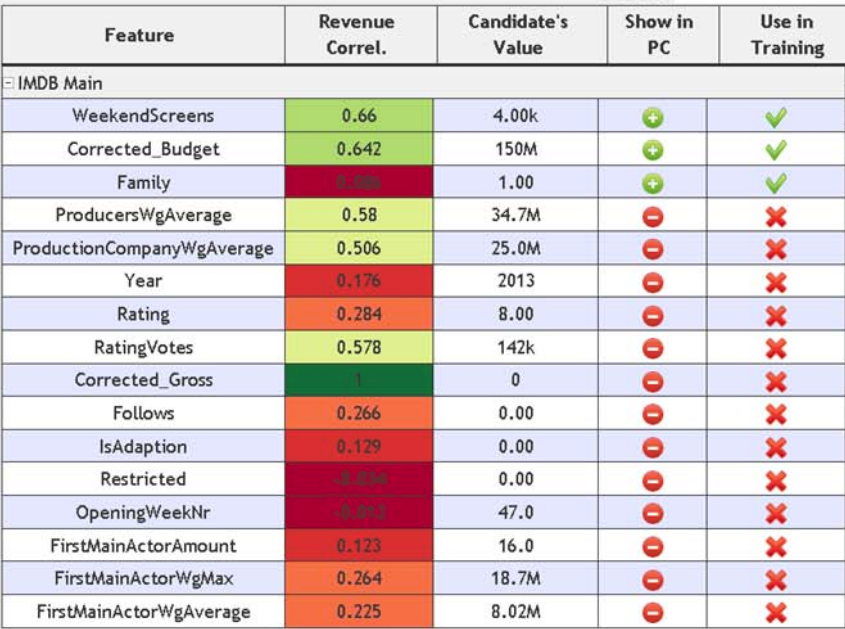 Feature Revenue Correl. Candidate's Value Show in PC Use in Training
IMDB Main
WeekendScreens 0.66 4.00k
Corrected_Budget 0.642 150M
Family 1.00
ProducersWgAverage 0.58 34.7M
ProductionCompanyWgAverage 0.506 25.0M
Year 0.176 2013
Rating 0.284 8.00
RatingVotes 0.578 142k
Corrected_Gross 1 0
Follows 0.266 0.00
IsAdaption 0.129 0.00
Restricted 0.00
OpeningWeekNr 47.0
FirstMainActorAmount 0.123 16.0
FirstMainActorWgMax 0.264 18.7M
FirstMainActorWgAverage 0.225 8.02M